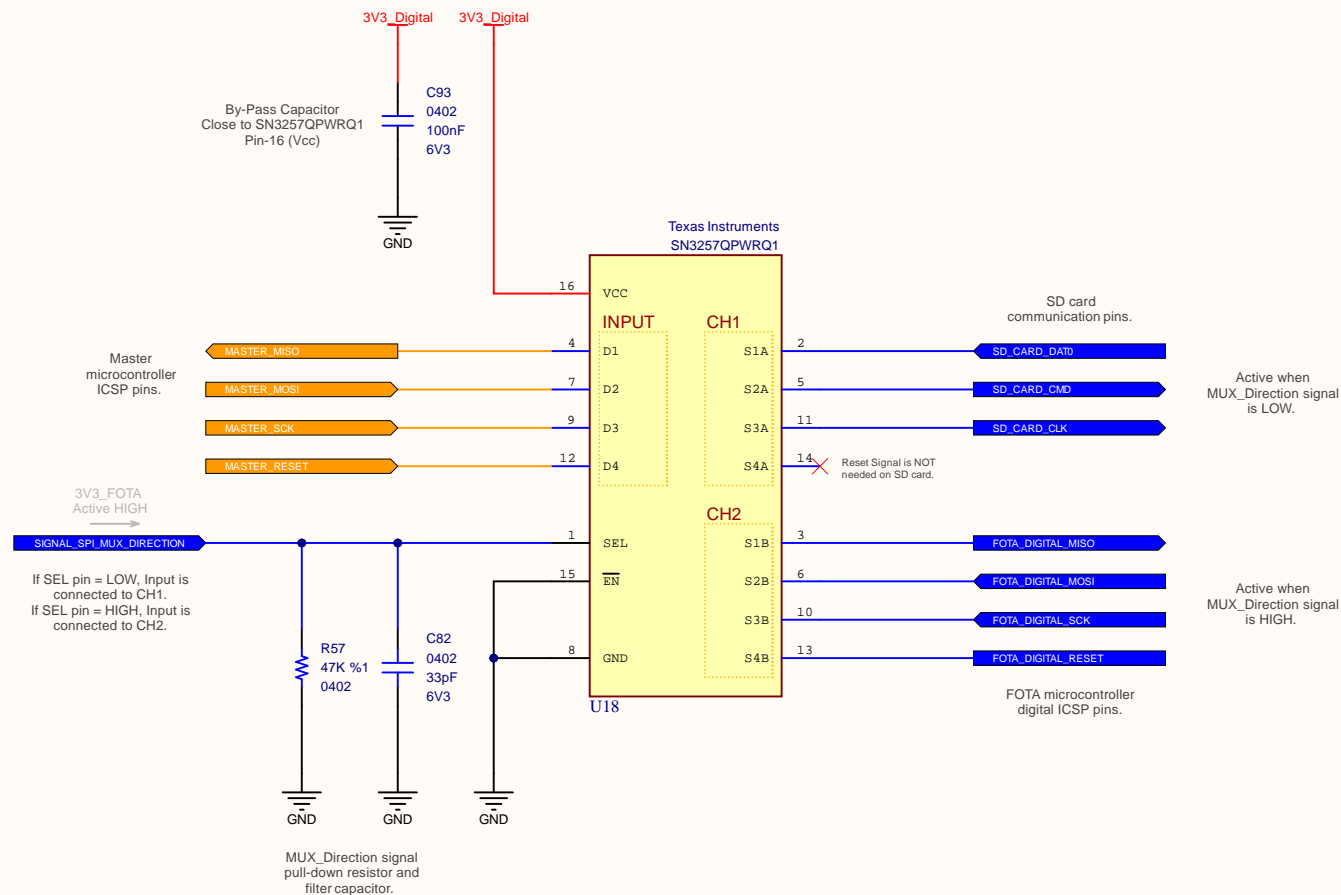 3V3_Digital
3V3_Digital
By-Pass Capacitor
Close to SN3257QPWRQ1
Pin-16 (Vcc)
C93
0402
100nF
6V3
GND
Texas Instruments
SN3257QPWRQ1
16
VCC
INPUT
CH1
SD card
communication pins.
Master
microcontroller
ICSP pins.
MASTER_MISO
4
D1
S1A
2
SD_CARD_DAT0
MASTER_MOSI
7
D2
S2A
5
SD_CARD_CMD
MASTER_SCK
9
D3
S3A
11
SD_CARD_CLK
MASTER_RESET
12
D4
S4A
14
Reset Signal is NOT
needed on SD card.
Active when
MUX_Direction signal
is LOW.
3V3_FOTA
Active HIGH
CH2
SIGNAL_SPI_MUX_DIRECTION
1
SEL
S1B
3
FOTA_DIGITAL_MISO
15
EN
S2B
6
FOTA_DIGITAL_MOSI
S3B
10
FOTA_DIGITAL_SCK
8
GND
S4B
13
FOTA_DIGITAL_RESET
If SEL pin = LOW, Input is
connected to CH1.
If SEL pin = HIGH, Input is
connected to CH2.
Active when
MUX_Direction signal
is HIGH.
R57
47K %1
0402
C82
0402
33pF
6V3
U18
FOTA microcontroller
digital ICSP pins.
GND
GND
GND
MUX_Direction signal
pull-down resistor and
filter capacitor.